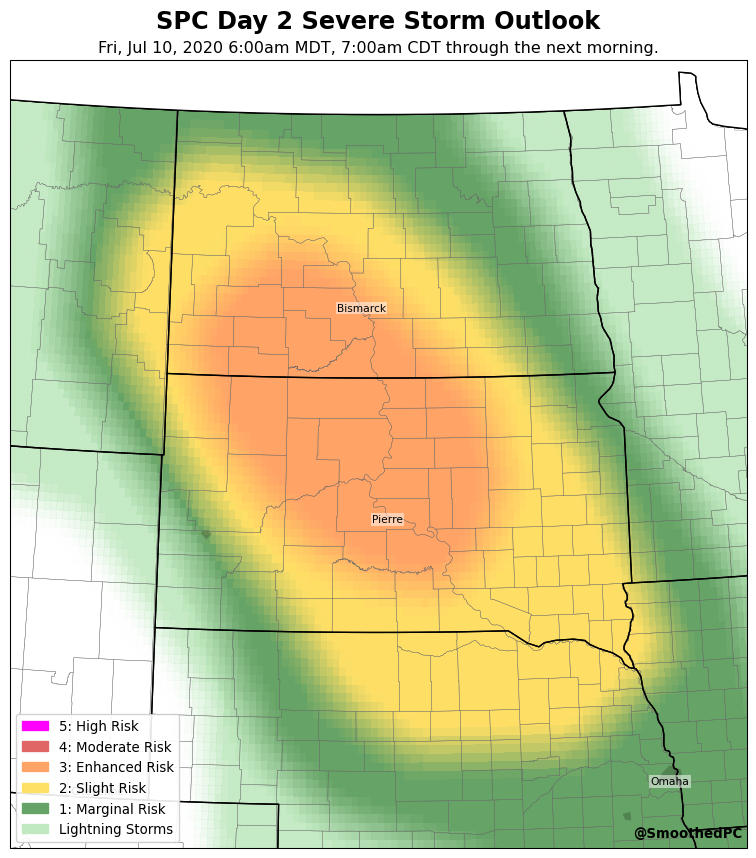 SPC Day 2 Severe Storm Outlook
Fri, Jul 10, 2020 6:00am MDT, 7:00am CDT through the next morning.
Bismarck
Pierre
5: High Risk
4: Moderate Risk
3: Enhanced Risk
2: Slight Risk
1: Marginal Risk
Lightning Storms
Omaha
@SmoothedPC